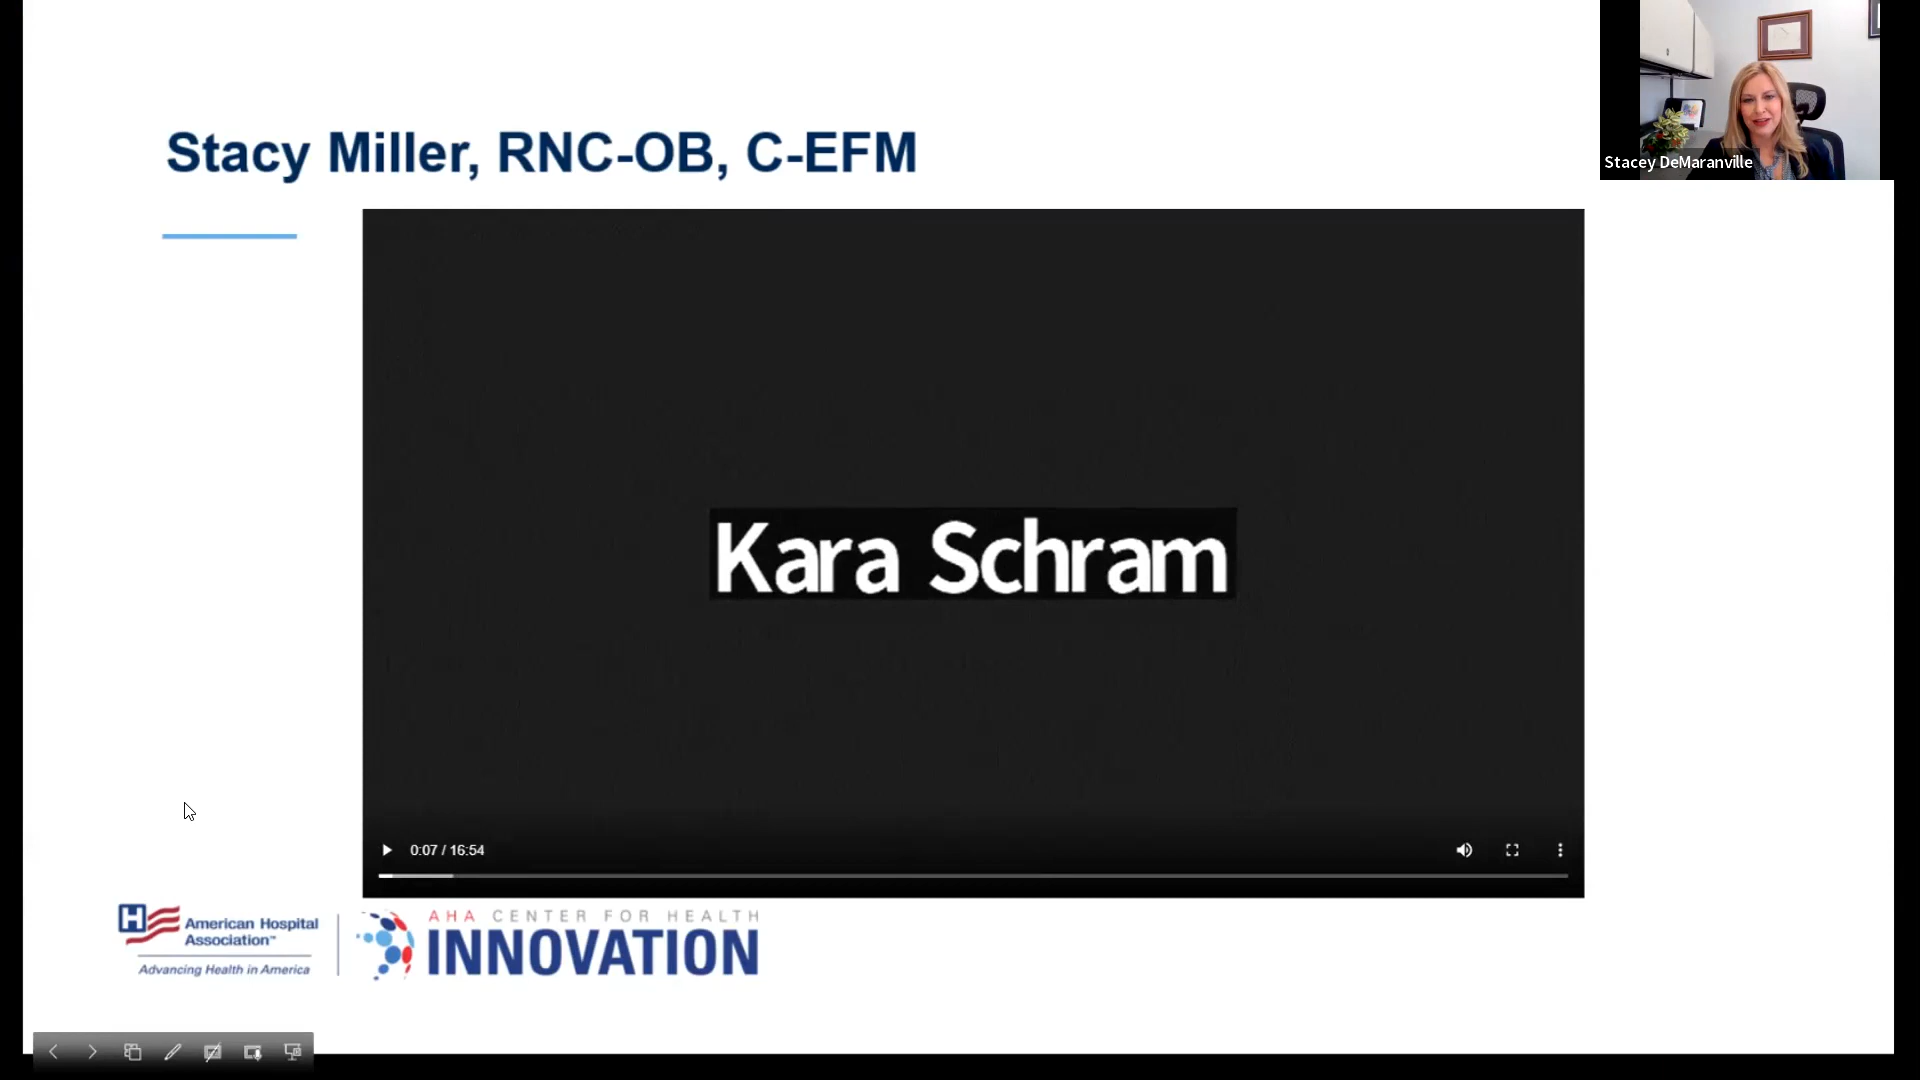 Stacy Miller, RNC-OB, C-EFM
Stacey DeMaranville
Kara Schram
0:07 / 16:54
H
American Hospital
Association™
Advancing Health in America
AHA CENTER FOR HEALTH
INNOVATION